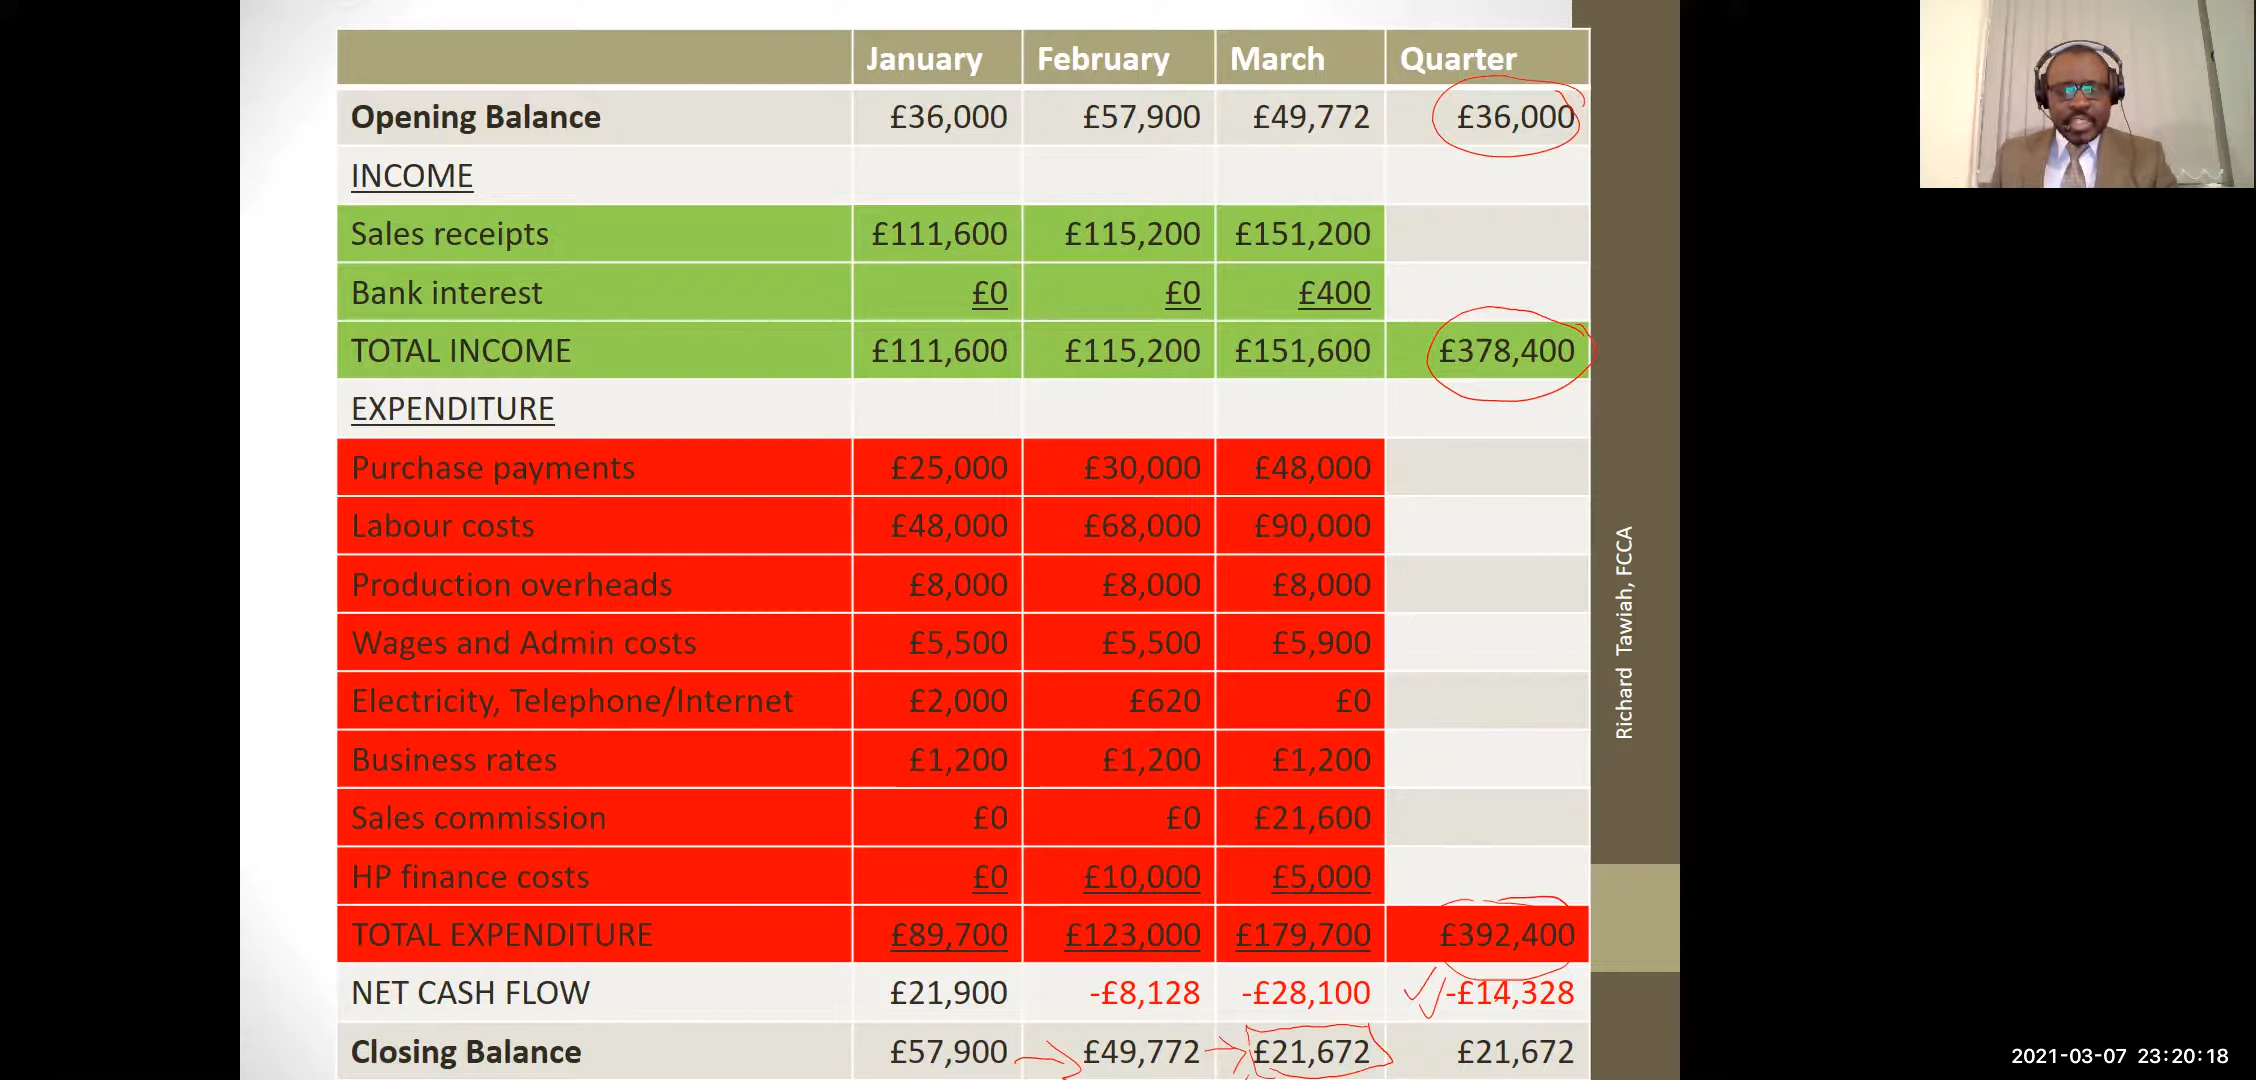 January February March Quarter
Opening Balance £36,000 £57,900 £49,772 £36,000
INCOME
Sales receipts £111,600 £115,200 £151,200
Bank interest £0 £0 £400
TOTAL INCOME £111,600 £115,200 £151,600 £378,400
EXPENDITURE
Purchase payments £25,000 £30,000 £48,000
Labour costs £48,000 £68,000 £90,000
Production overheads £8,000 £8,000 £8,000
Wages and Admin costs £5,500 £5,500 £5,900
Electricity, Telephone/Internet £2,000 £620 £0
Business rates £1,200 £1,200 £1,200
Sales commission £0 £0 £21,600
HP finance costs £0 £10,000 £5,000
TOTAL EXPENDITURE £89,700 £123,000 £179,700 £392,400
NET CASH FLOW £21,900 -£8,128 -£28,100 -£14,328
Closing Balance £57,900 £49,772 £21,672 £21,672
Richard Tawiah, FCCA
2021-03-07 23:20:18